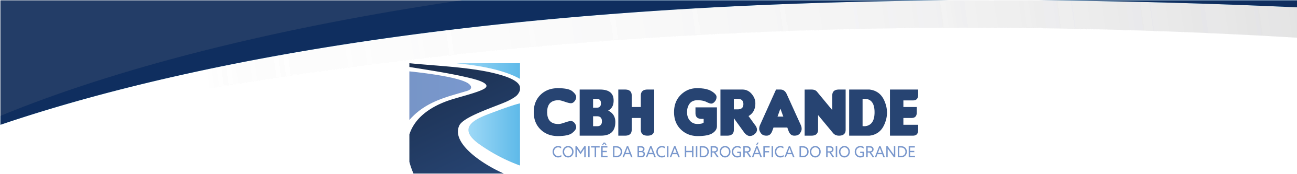 CBH GRANDE
COMITÊ DA BACIA HIDROGRÁFICA DO RIO GRANDE